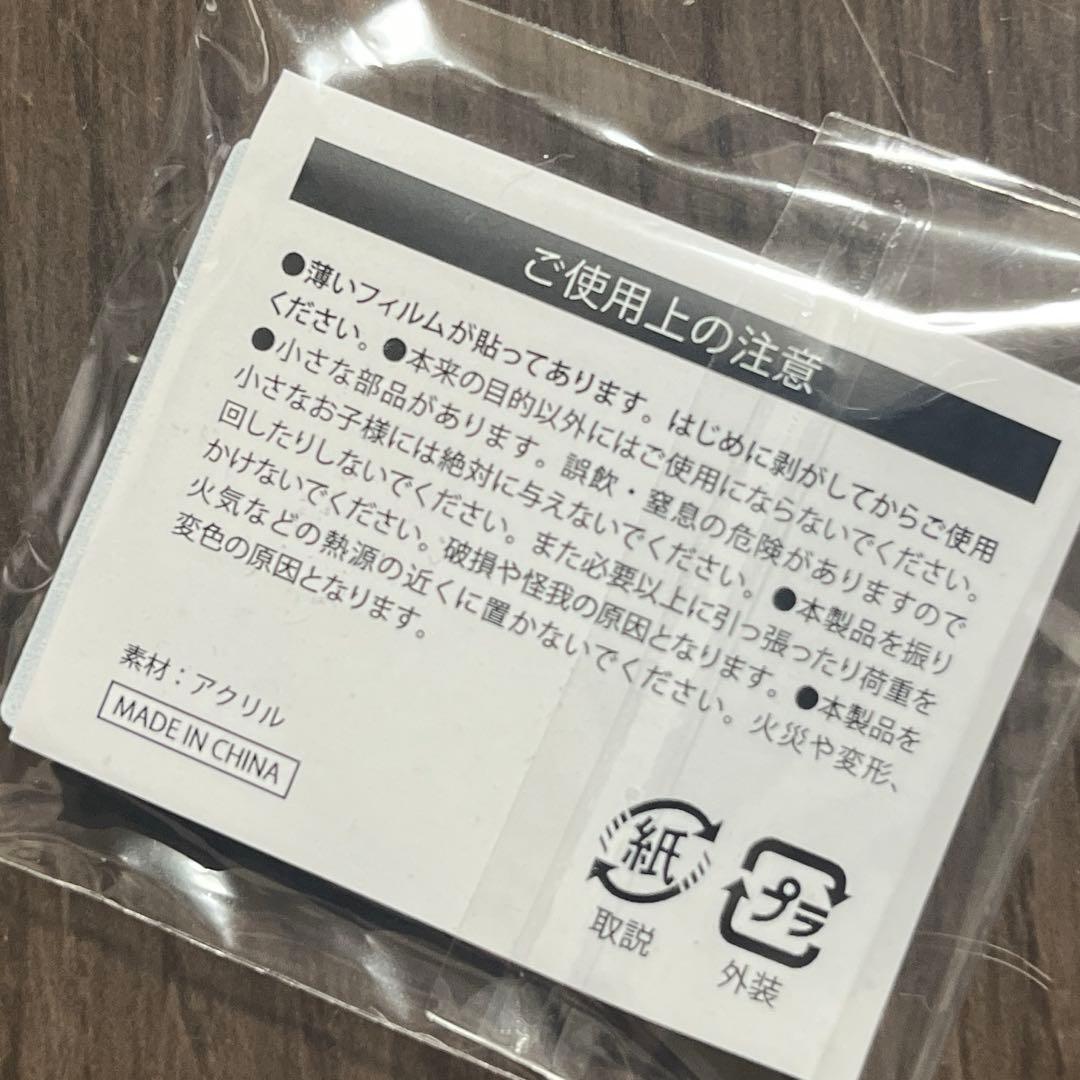 ご使用上の注意
●薄いフィルムが貼ってあります。はじめに剥がしてからご使用
ください。●本来の目的以外にはご使用にならないでください。
●小さな部品があります。誤飲・窒息の危険がありますので
小さなお子様には絶対に与えないでください。●本製品を振り
回したりしないでください。また必要以上に引っ張ったり荷重を
かけないでください。破損や怪我の原因となります。●本製品を
火気などの熱源の近くに置かないでください。火災や変形、
変色の原因となります。
素材：アクリル
MADE IN CHINA
紙
取説
プラ
外装